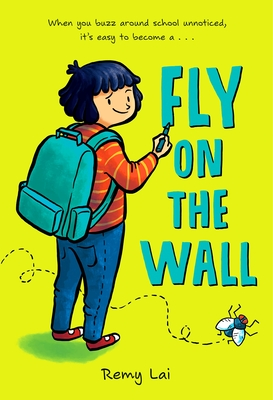 When you buzz around school unnoticed,
it's easy to become a . . .
FLY
ON
THE
WALL
Remy Lai